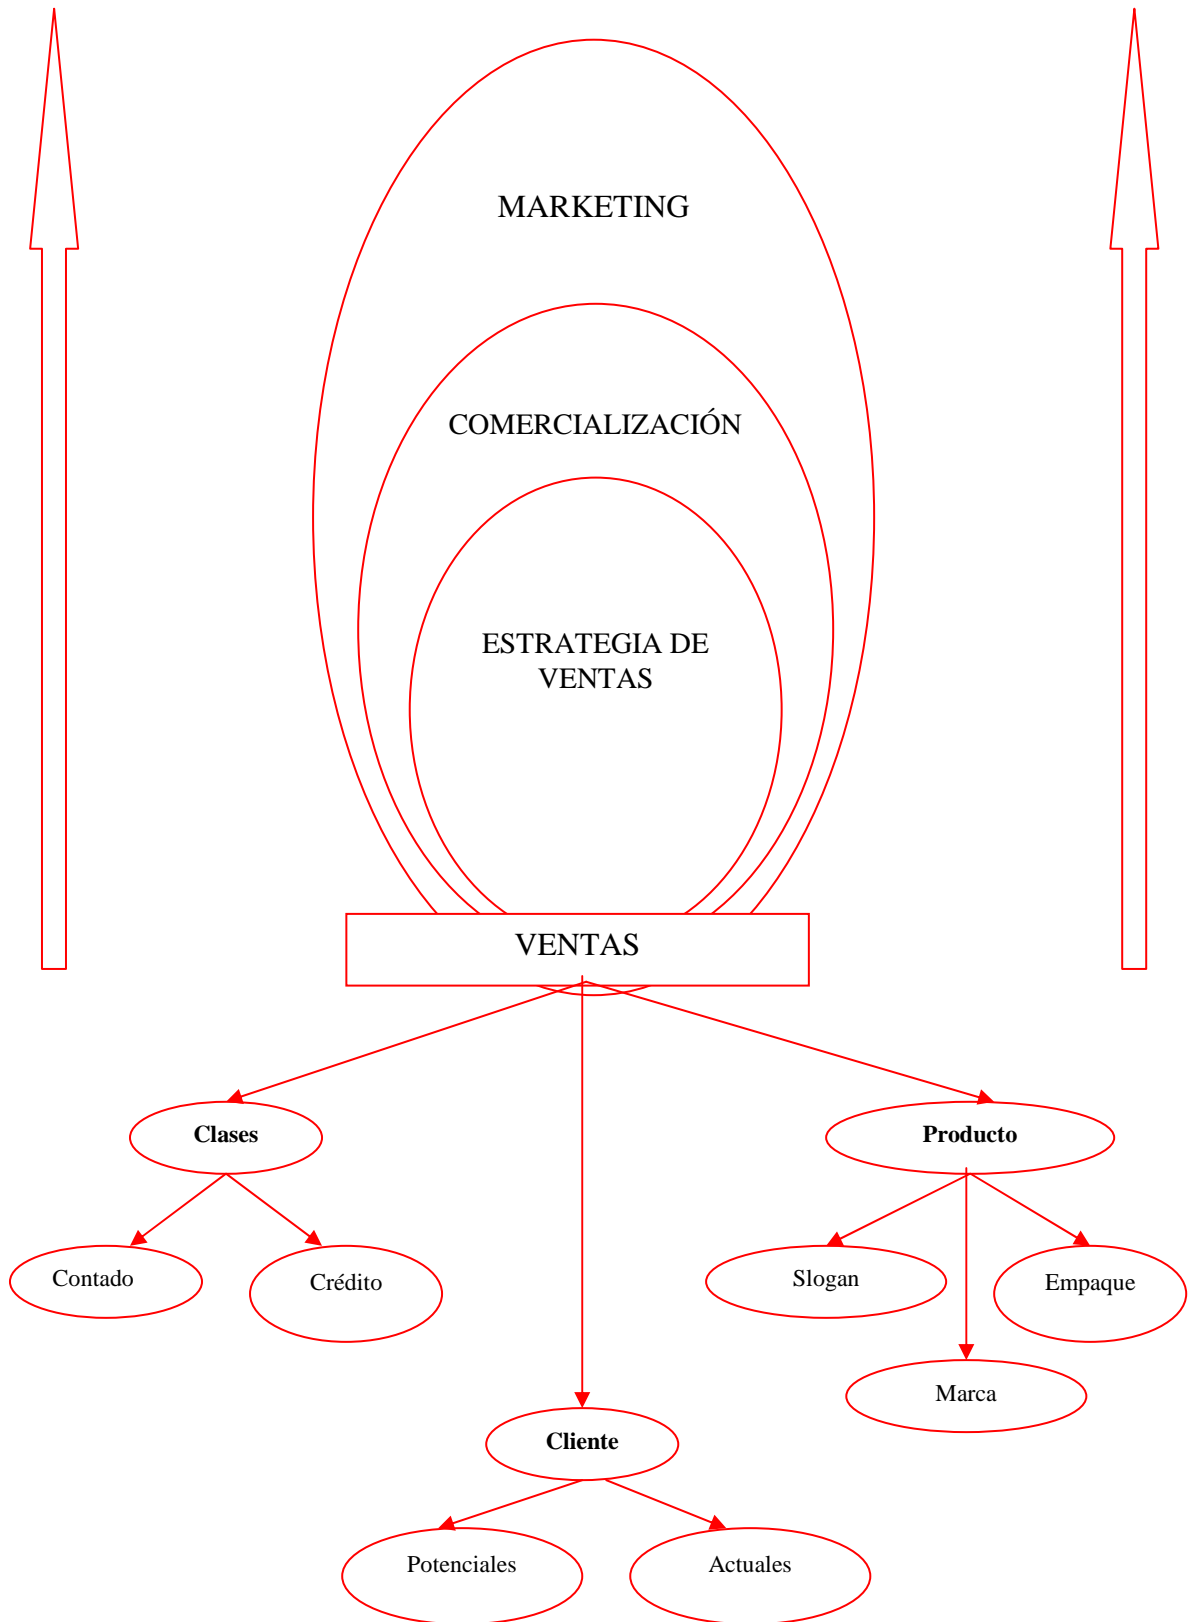 MARKETING
COMERCIALIZACIÓN
ESTRATEGIA DE
VENTAS
VENTAS
Clases
Producto
Contado
Crédito
Slogan
Empaque
Marca
Cliente
Potenciales
Actuales